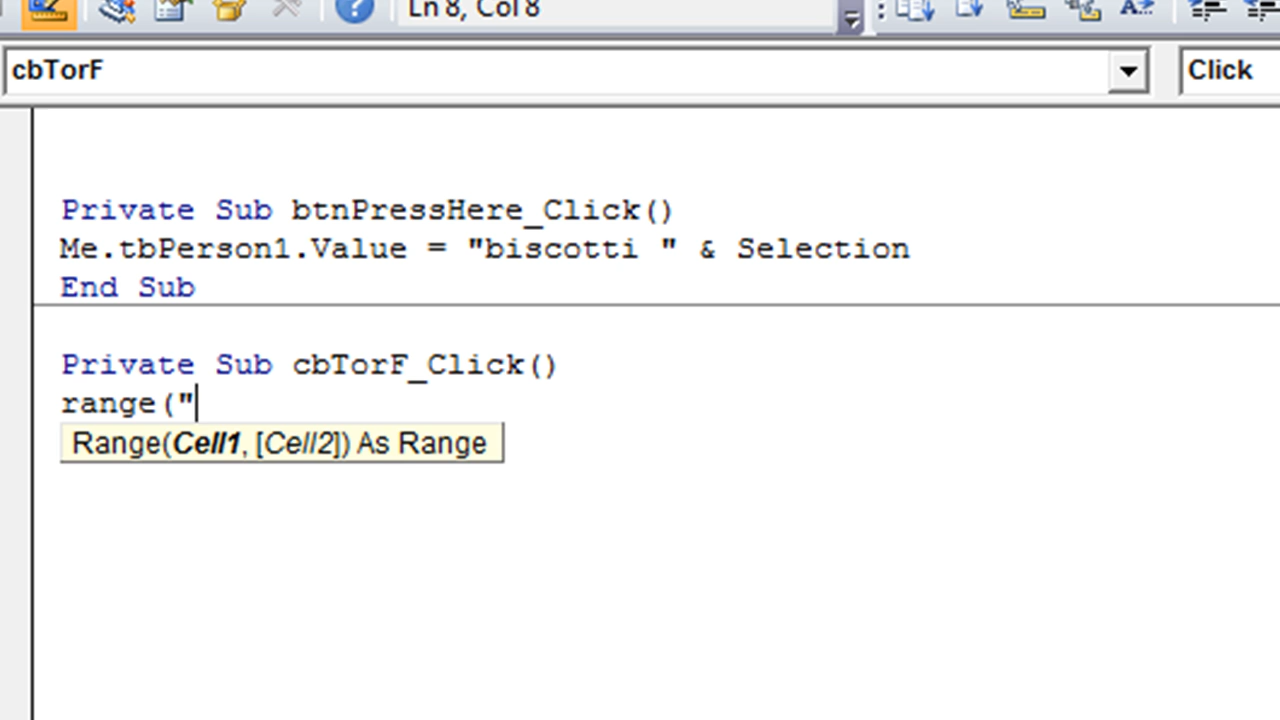 Ln 8, Col 8
cbTorF
Click
Private Sub btnPressHere_Click()
Me.tbPerson1.Value = "biscotti " & Selection
End Sub
Private Sub cbTorF_Click()
range("
Range(Cell1, [Cell2]) As Range